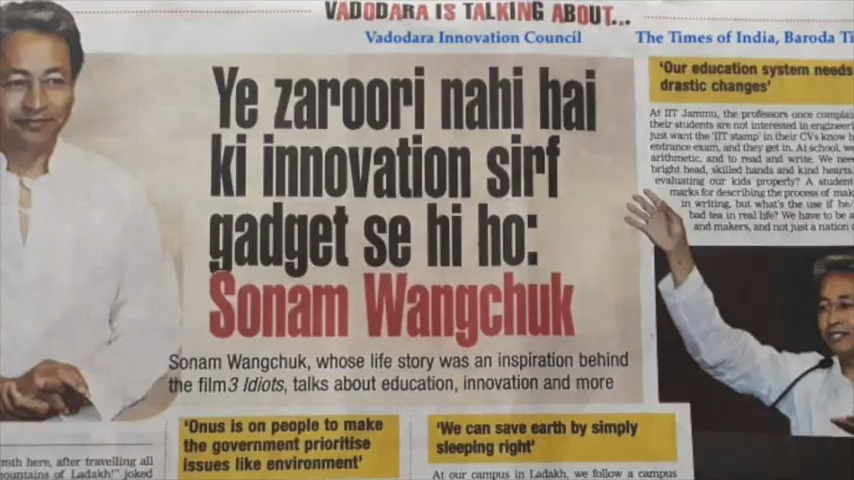 VADODARA IS TALKING ABOUT...
Vadodara Innovation Council
The Times of India, Baroda
Ye zaroori nahi hai
ki innovation sirf
gadget se hi ho:
Sonam Wangchuk
Sonam Wangchuk, whose life story was an inspiration behind
the film 3 Idiots, talks about education, innovation and more
'Onus is on people to make
the government prioritise
issues like environment'
here, after travelling all
of Ladakh!" joked
'We can save earth by simply
sleeping right'
At our campus in Ladakh, we follow a campus
'Our education system needs
drastic changes'
At IIT Jammu, the professors once
their students are not interested in
just want the 'IIT stamp' in their CVs
entrance exam, and they get in. At school,
arithmetic, and to read and write. We
bright head, skilled hands and kind hearts.
evaluating our kids properly? A student
marks for describing the process of
in writing, but what's the use if
bad tea in real life? We have to be a
and makers, and not just a nation